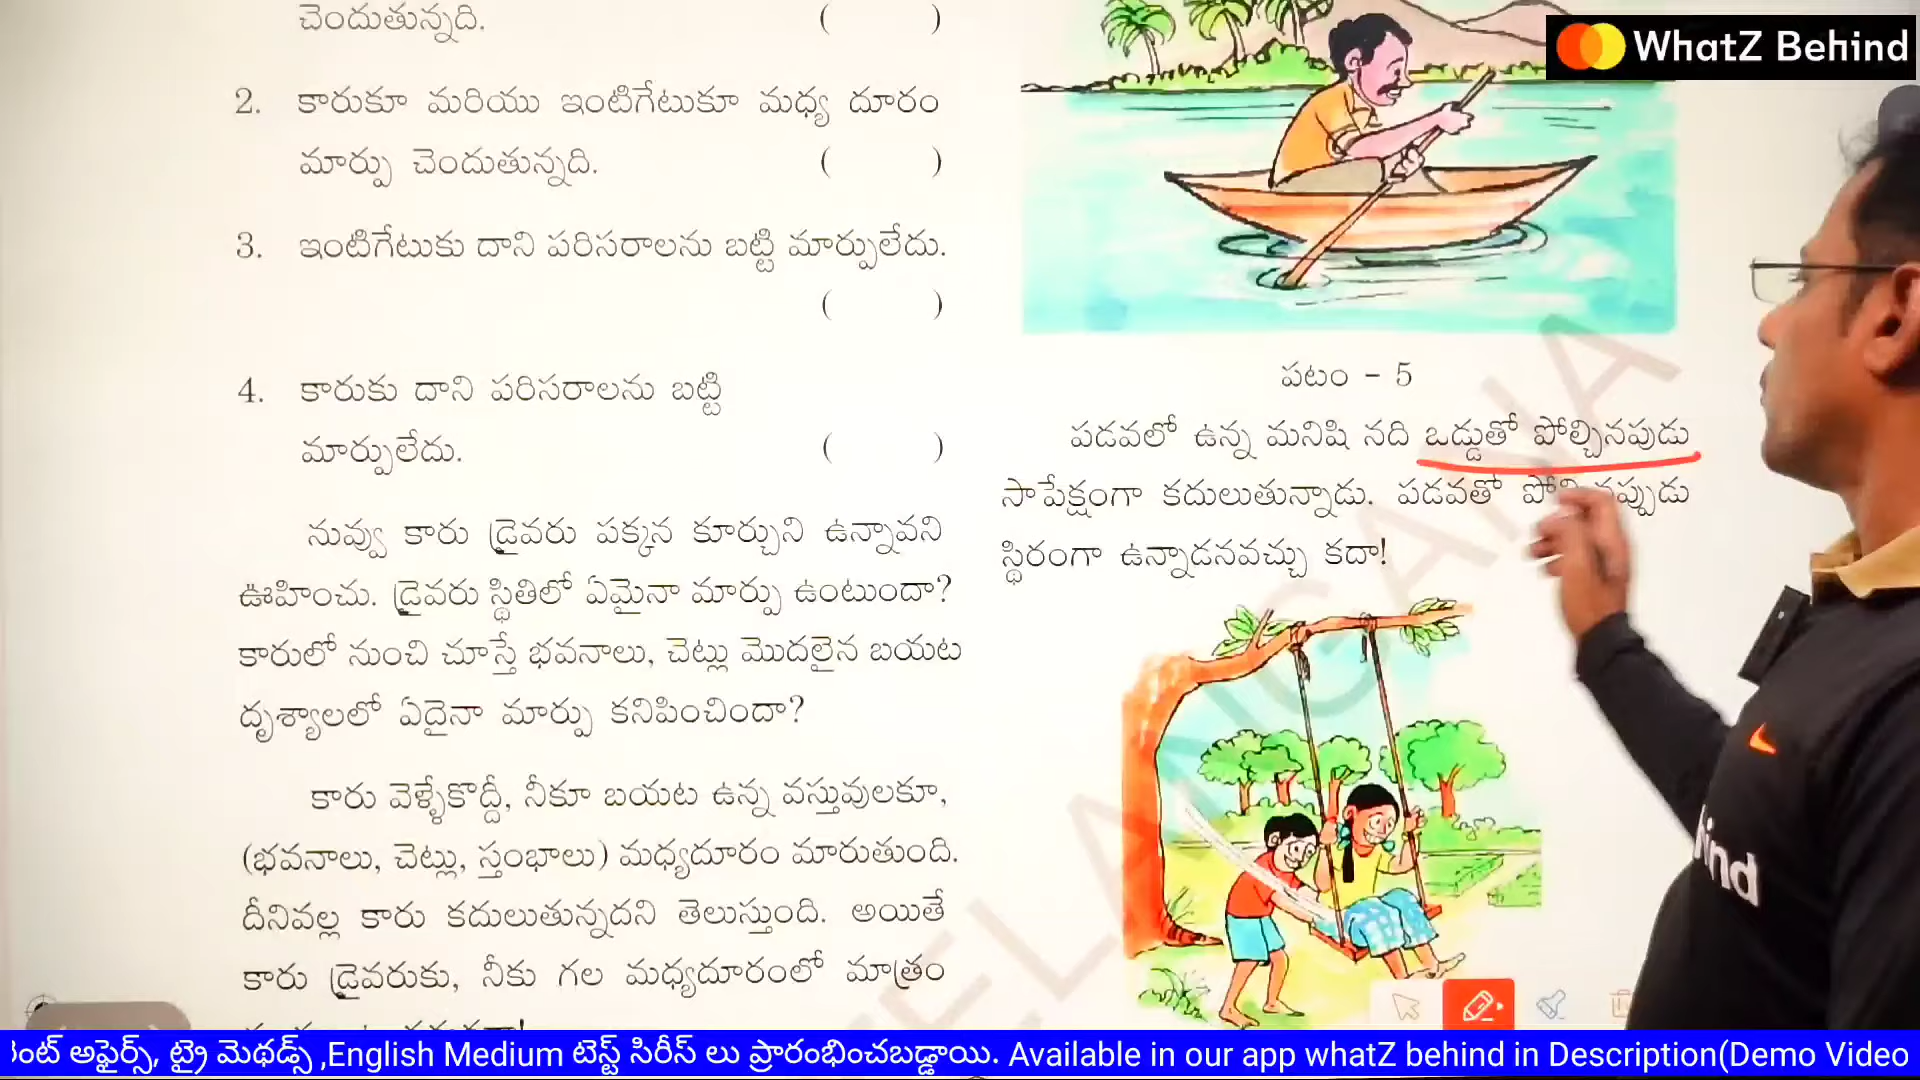 చెందుతున్నది. ( )
2. కారుకూ మరియు ఇంటిగేటుకూ మధ్య దూరం
మార్పు చెందుతున్నది. ( )
3. ఇంటిగేటుకు దాని పరిసరాలను బట్టి మార్పులేదు.
( )
4. కారుకు దాని పరిసరాలను బట్టి
మార్పులేదు. ( )
నువ్వు కారు డ్రైవరు పక్కన కూర్చుని ఉన్నావని
ఊహించు. డ్రైవరు స్థితిలో ఏమైనా మార్పు ఉంటుందా?
కారులో నుంచి చూస్తే భవనాలు, చెట్లు మొదలైన బయట
దృశ్యాలలో ఏదైనా మార్పు కనిపించిందా?
కారు వెళ్ళేకొద్దీ, నీకూ బయట ఉన్న వస్తువులకూ,
(భవనాలు, చెట్లు, స్తంభాలు) మధ్యదూరం మారుతుంది.
దీనివల్ల కారు కదులుతున్నదని తెలుస్తుంది. అయితే
కారు డ్రైవరుకు, నీకు గల మధ్యదూరంలో మాత్రం
WhatZ Behind
పటం - 5
పడవలో ఉన్న మనిషి నది ఒడ్డుతో పోల్చినపుడు
సాపేక్షంగా కదులుతున్నాడు. పడవతో
స్థిరంగా ఉన్నాడనవచ్చు కదా!
TELANGANA
అఫైర్స్, ట్రై మెథడ్స్ ,English Medium టెస్ట్ సిరీస్ లు ప్రారంభించబడ్డాయి. Available in our app whatZ behind in Description(Demo Video